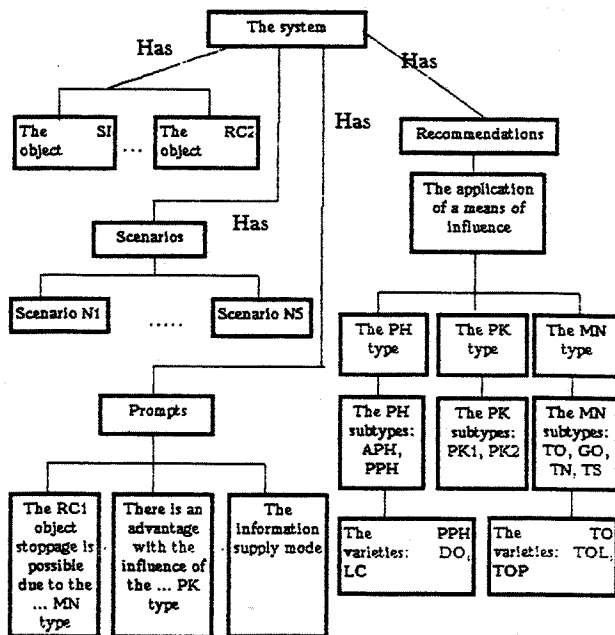 The system
Has
Has
Has
Has
The SI
object
...
The RC2
object
Recommendations
The application
of a means of
influence
Scenarios
Scenario N1
.....
Scenario N5
The PH
type
The PK
type
The MN
type
The PH
subtypes:
APH,
PPH
The PK
subtypes:
PK1, PK2
The MN
subtypes:
TO, GO,
TN, TS
The PPH
varieties: DO,
LC
The TO
varieties: TOL,
TOP
Prompts
The RC1
object
stoppage is
possible
due to the
... MN
type
There is an
advantage
with the
influence of
the ... PK
type
The
information
supply mode